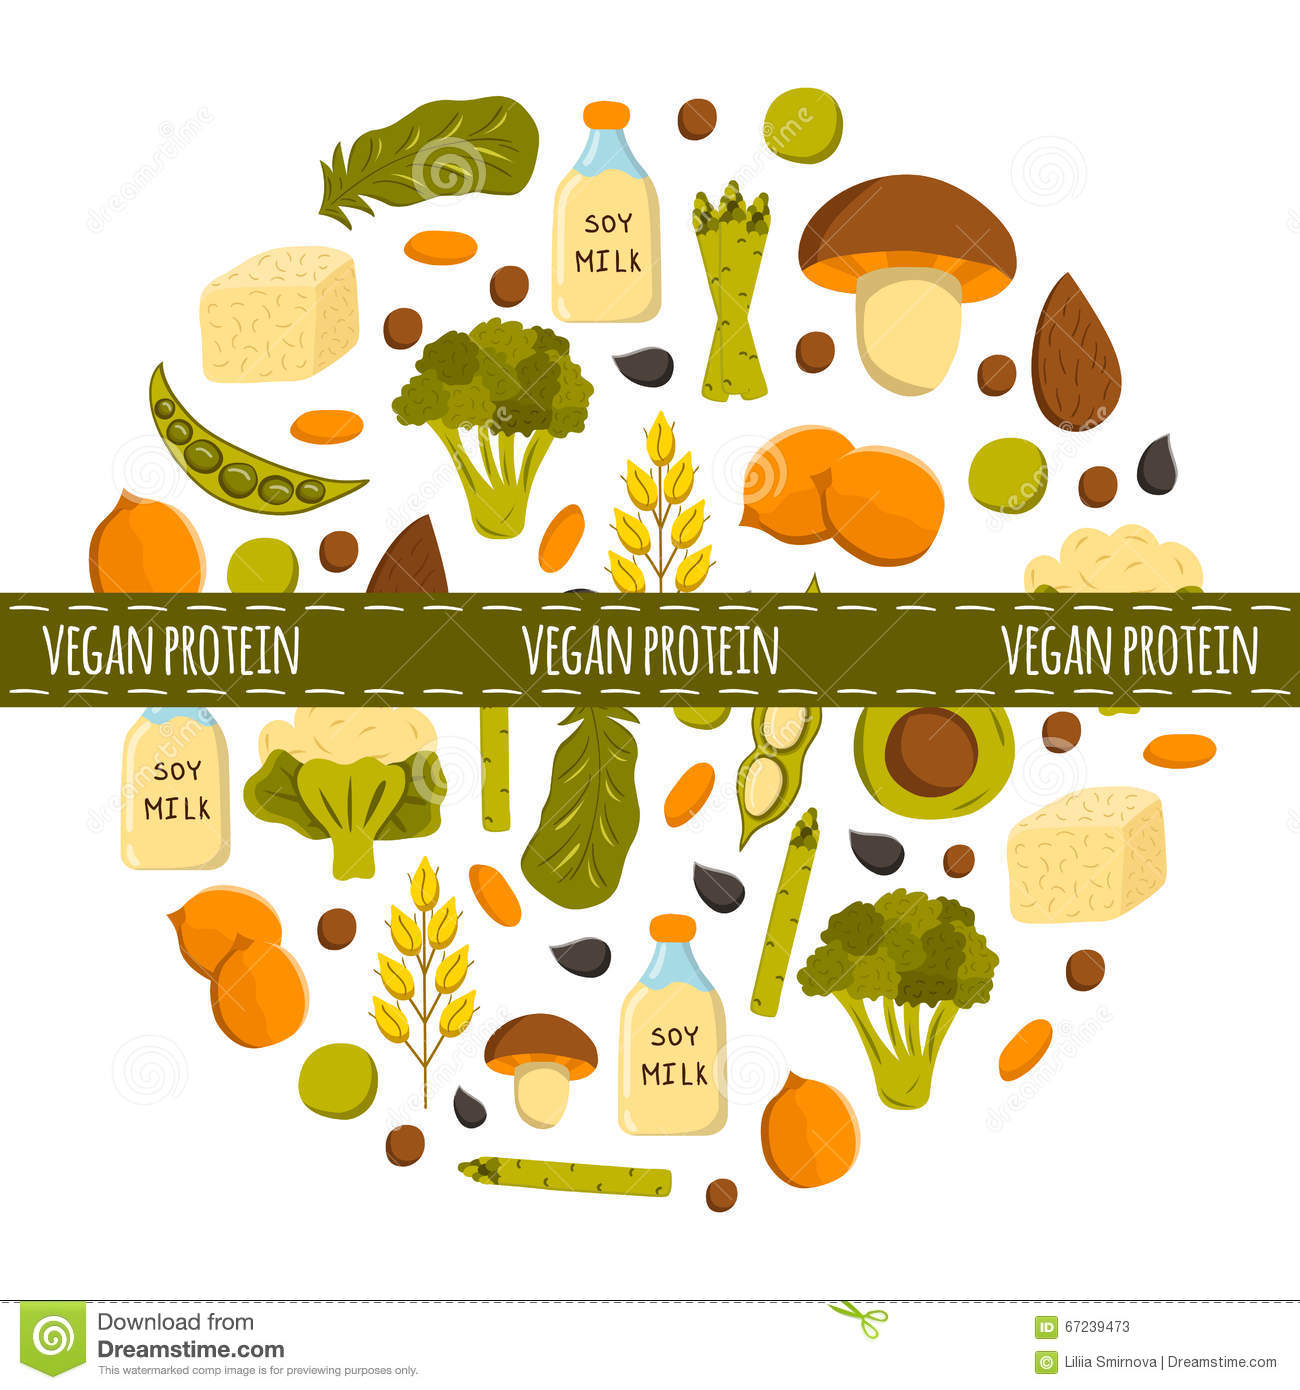 SOY
MILK
VEGAN PROTEIN VEGAN PROTEIN VEGAN PROTEIN
SOY
MILK
SOY
MILK
Download from
Dreamstime.com
This watermarked comp image is for previewing purposes only.
ID 67239473
© Liliia Smirnova | Dreamstime.com